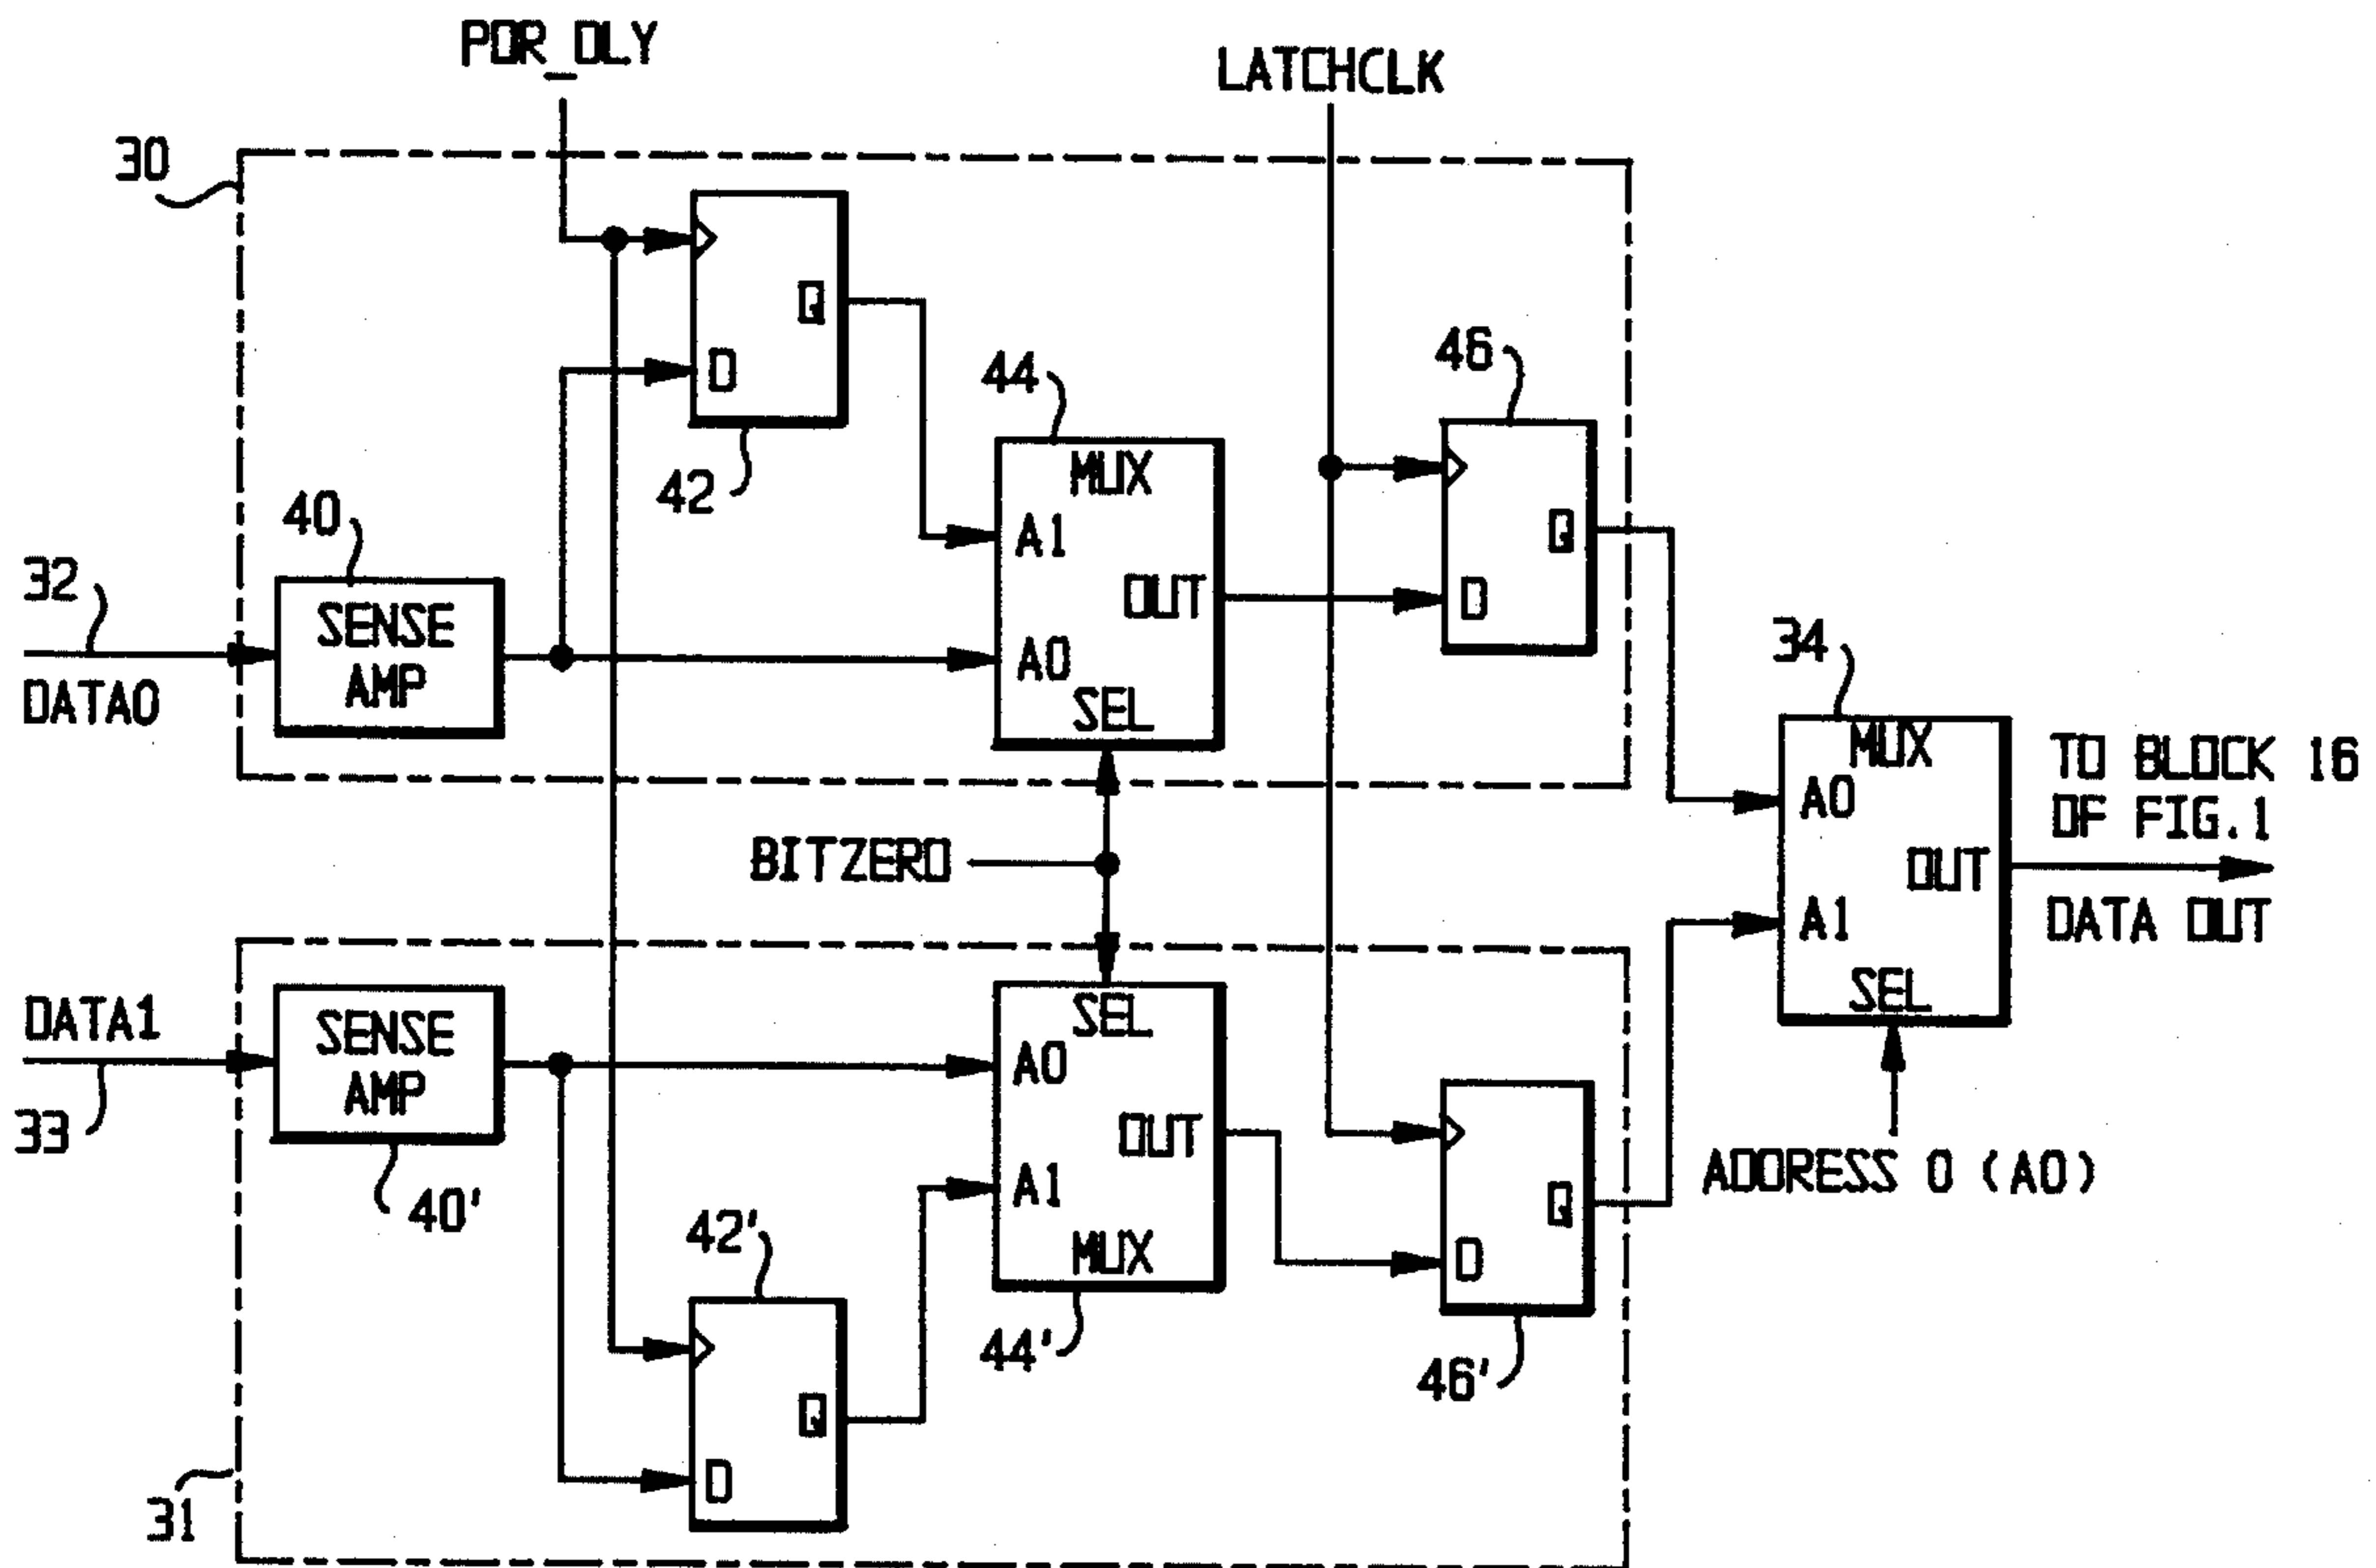 POR_DLY
LATCHCLK
30
Q
D
42
44
46
MUX
A1
OUT
A0
SEL
Q
D
40
SENSE
AMP
32
DATA0
34
MUX
A0
OUT
A1
SEL
TO BLOCK 16
OF FIG.1
DATA OUT
BITZERO
ADDRESS 0 (A0)
DATA1
33
SENSE
AMP
40'
SEL
A0
OUT
A1
MUX
44'
42'
Q
D
Q
D
46'
31